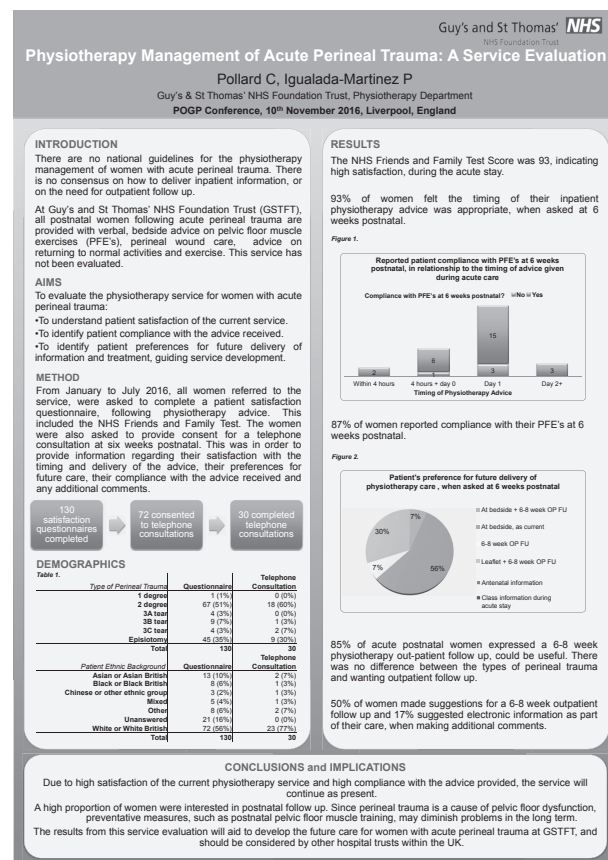 Guy's and St Thomas' NHS
NHS Foundation Trust
Physiotherapy Management of Acute Perineal Trauma: A Service Evaluation
Pollard C, Igualada-Martinez P
Guy's & St Thomas' NHS Foundation Trust, Physiotherapy Department
POGP Conference, 10th November 2016, Liverpool, England
INTRODUCTION
There are no national guidelines for the physiotherapy
management of women with acute perineal trauma. There
is no consensus on how to deliver inpatient information, or
on the need for outpatient follow up.
At Guy's and St Thomas' NHS Foundation Trust (GSTFT),
all postnatal women following acute perineal trauma are
provided with verbal, bedside advice on pelvic floor muscle
exercises (PFE's), perineal wound care, advice on
returning to normal activities and exercise. This service has
not been evaluated.
AIMS
To evaluate the physiotherapy service for women with acute
perineal trauma:
•To understand patient satisfaction of the current service.
•To identify patient compliance with the advice received.
•To identify patient preferences for future delivery of
information and treatment, guiding service development.
METHOD
From January to July 2016, all women referred to the
service, were asked to complete a patient satisfaction
questionnaire, following physiotherapy advice. This
included the NHS Friends and Family Test. The women
were also asked to provide consent for a telephone
consultation at six weeks postnatal. This was in order to
provide information regarding their satisfaction with the
timing and delivery of the advice, their preferences for
future care, their compliance with the advice received and
any additional comments.
130
satisfaction
questionnaires
completed
72 consented
to telephone
consultations
30 completed
telephone
consultations
DEMOGRAPHICS
Table 1.
Type of Perineal Trauma Questionnaire Telephone Consultation
1 degree 1 (1%) 0 (0%)
2 degree 67 (51%) 18 (60%)
3A tear 4 (3%) 0 (0%)
3B tear 9 (7%) 1 (3%)
3C tear 4 (3%) 2 (7%)
Episiotomy 45 (35%) 9 (30%)
Total 130 30
Patient Ethnic Background Questionnaire Telephone Consultation
Asian or Asian British 13 (10%) 2 (7%)
Black or Black British 8 (6%) 1 (3%)
Chinese or other ethnic group 3 (2%) 1 (3%)
Mixed 5 (4%) 1 (3%)
Other 8 (6%) 2 (7%)
Unanswered 21 (16%) 0 (0%)
White or White British 72 (56%) 23 (77%)
Total 130 30
RESULTS
The NHS Friends and Family Test Score was 93, indicating
high satisfaction, during the acute stay.
93% of women felt the timing of their inpatient
physiotherapy advice was appropriate, when asked at 6
weeks postnatal.
Figure 1.
Reported patient compliance with PFE's at 6 weeks
postnatal, in relationship to the timing of advice given
during acute care
Compliance with PFE's at 6 weeks postnatal? No Yes
2
6
1
15
3
3
Within 4 hours 4 hours + day 0 Day 1 Day 2+
Timing of Physiotherapy Advice
87% of women reported compliance with their PFE's at 6
weeks postnatal.
Figure 2.
Patient's preference for future delivery of
physiotherapy care , when asked at 6 weeks postnatal
7%
30%
7%
56%
At bedside + 6-8 week OP FU
At bedside, as current
6-8 week OP FU
Leaflet + 6-8 week OP FU
Antenatal information
Class information during
acute stay
85% of acute postnatal women expressed a 6-8 week
physiotherapy out-patient follow up, could be useful. There
was no difference between the types of perineal trauma
and wanting outpatient follow up.
50% of women made suggestions for a 6-8 week outpatient
follow up and 17% suggested electronic information as part
of their care, when making additional comments.
CONCLUSIONS and IMPLICATIONS
Due to high satisfaction of the current physiotherapy service and high compliance with the advice provided, the service will
continue as present.
A high proportion of women were interested in postnatal follow up. Since perineal trauma is a cause of pelvic floor dysfunction,
preventative measures, such as postnatal pelvic floor muscle training, may diminish problems in the long term.
The results from this service evaluation will aid to develop the future care for women with acute perineal trauma at GSTFT, and
should be considered by other hospital trusts within the UK.